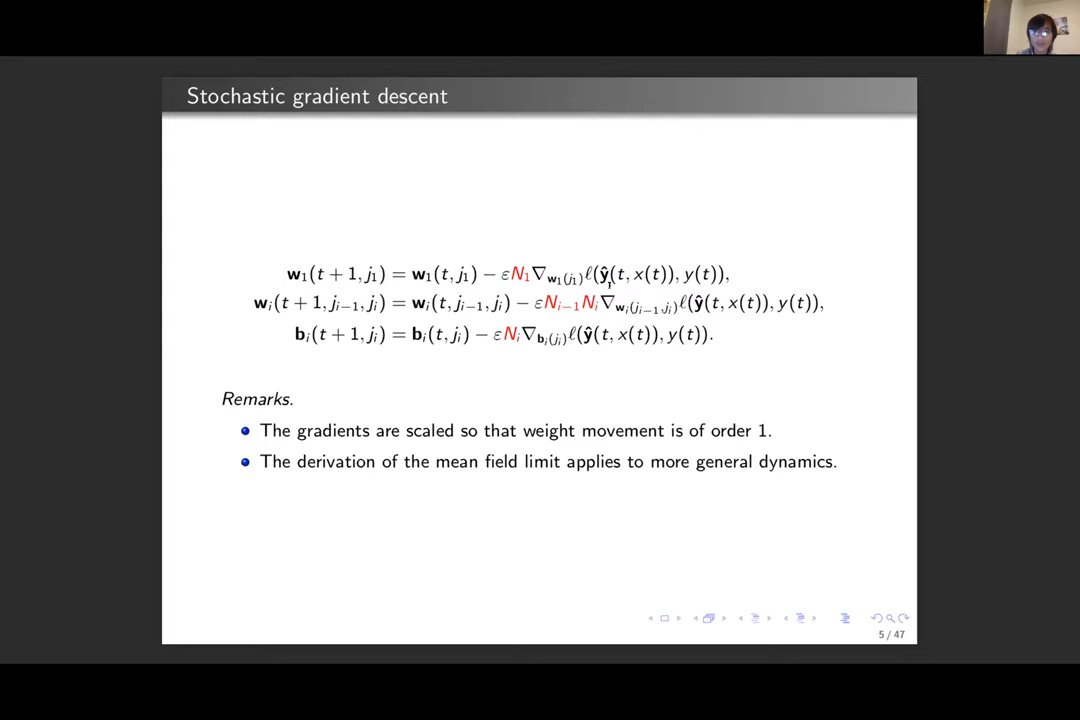 Stochastic gradient descent
w₁(t + 1, j₁) = w₁(t, j₁) − εN₁∇_{w₁(j₁)}ℓ(ŷ(t, x(t)), y(t)),
wᵢ(t + 1, jᵢ₋₁, jᵢ) = wᵢ(t, jᵢ₋₁, jᵢ) − εNᵢ₋₁Nᵢ∇_{wᵢ(jᵢ₋₁,jᵢ)}ℓ(ŷ(t, x(t)), y(t)),
bᵢ(t + 1, jᵢ) = bᵢ(t, jᵢ) − εNᵢ∇_{bᵢ(jᵢ)}ℓ(ŷ(t, x(t)), y(t)).
Remarks.
The gradients are scaled so that weight movement is of order 1.
The derivation of the mean field limit applies to more general dynamics.
5 / 47